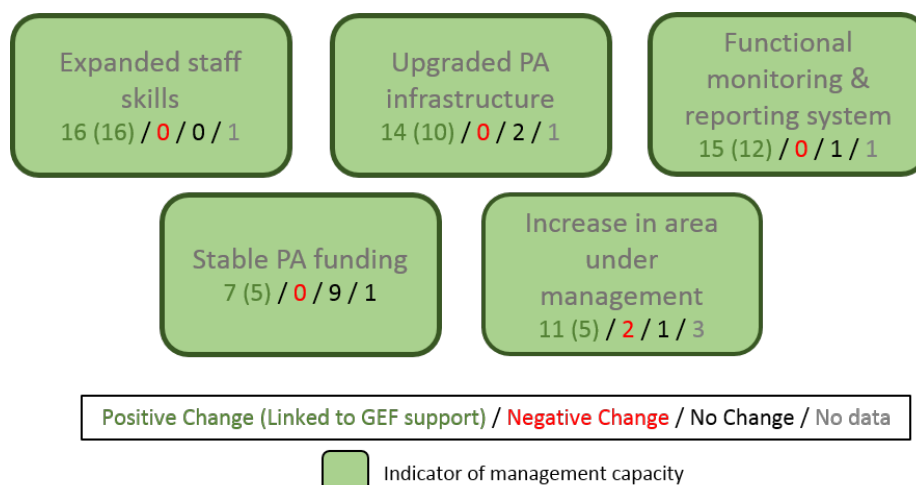 Expanded staff
skills
16 (16) / 0 / 0 / 1
Upgraded PA
infrastructure
14 (10) / 0 / 2 / 1
Functional
monitoring &
reporting system
15 (12) / 0 / 1 / 1
Stable PA funding
7 (5) / 0 / 9 / 1
Increase in area
under
management
11 (5) / 2 / 1 / 3
Positive Change (Linked to GEF support) / Negative Change / No Change / No data
Indicator of management capacity